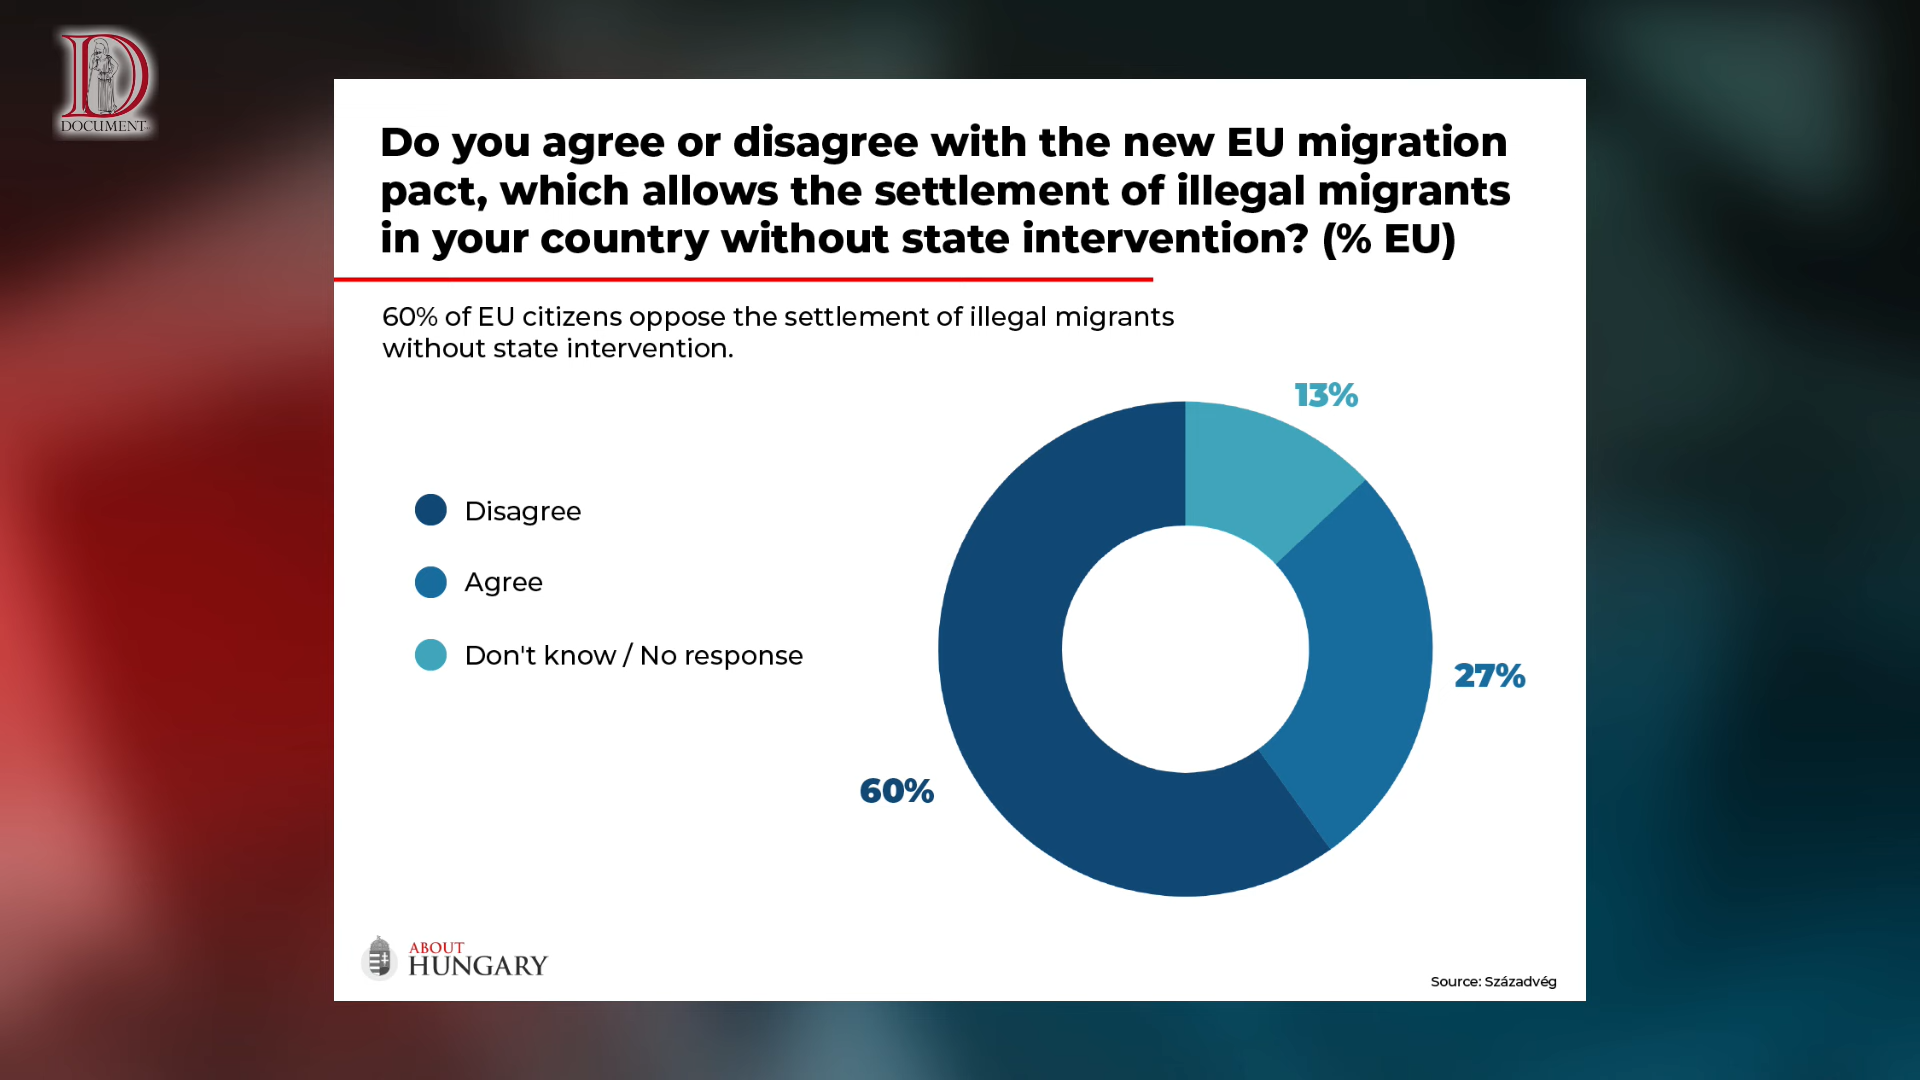 DOCUMENT
Do you agree or disagree with the new EU migration
pact, which allows the settlement of illegal migrants
in your country without state intervention? (% EU)
60% of EU citizens oppose the settlement of illegal migrants
without state intervention.
13%
Disagree
Agree
Don't know / No response
27%
60%
ABOUT
HUNGARY
Source: Századvég